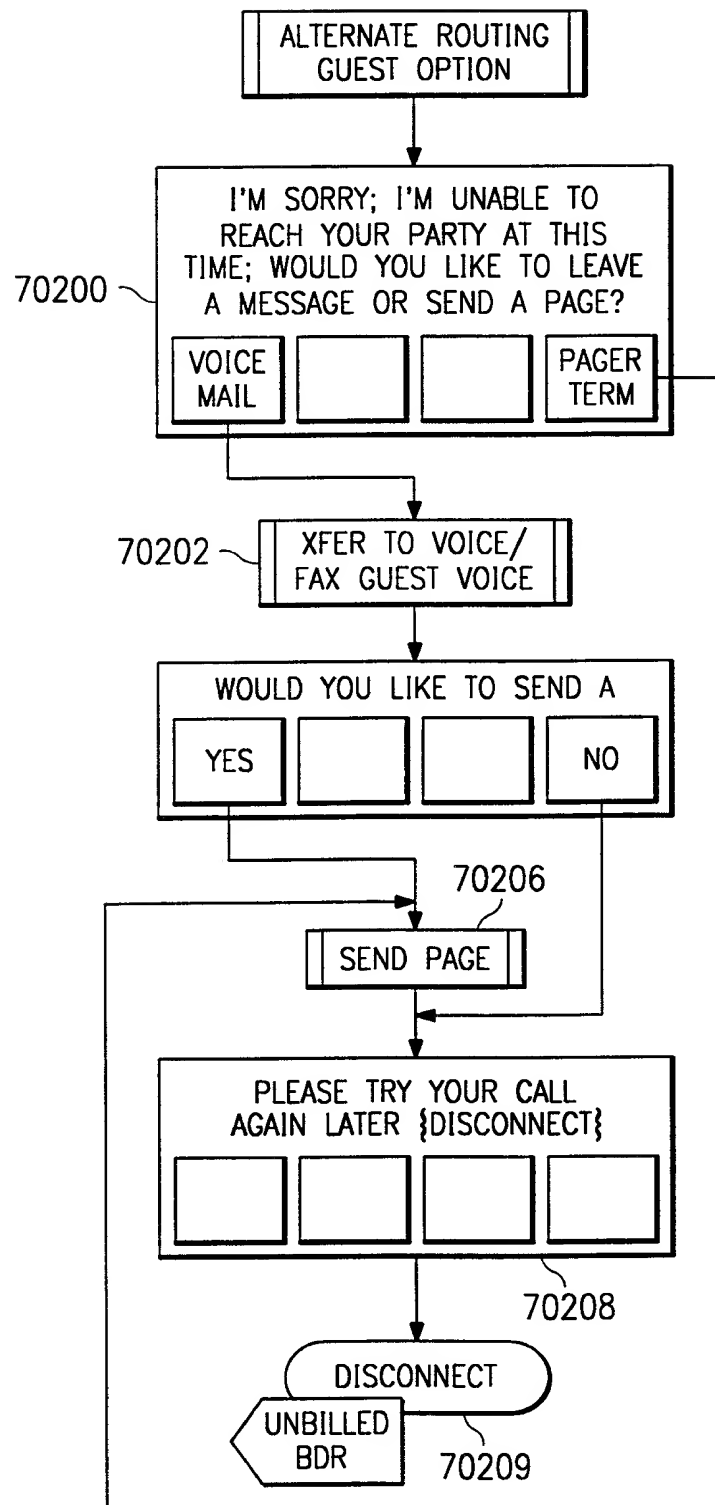 ALTERNATE ROUTING
GUEST OPTION
I'M SORRY; I'M UNABLE TO
REACH YOUR PARTY AT THIS
TIME; WOULD YOU LIKE TO LEAVE
A MESSAGE OR SEND A PAGE?
70200
VOICE
MAIL
PAGER
TERM
70202
XFER TO VOICE/
FAX GUEST VOICE
WOULD YOU LIKE TO SEND A
YES
NO
70206
SEND PAGE
PLEASE TRY YOUR CALL
AGAIN LATER {DISCONNECT}
70208
DISCONNECT
UNBILLED
BDR
70209